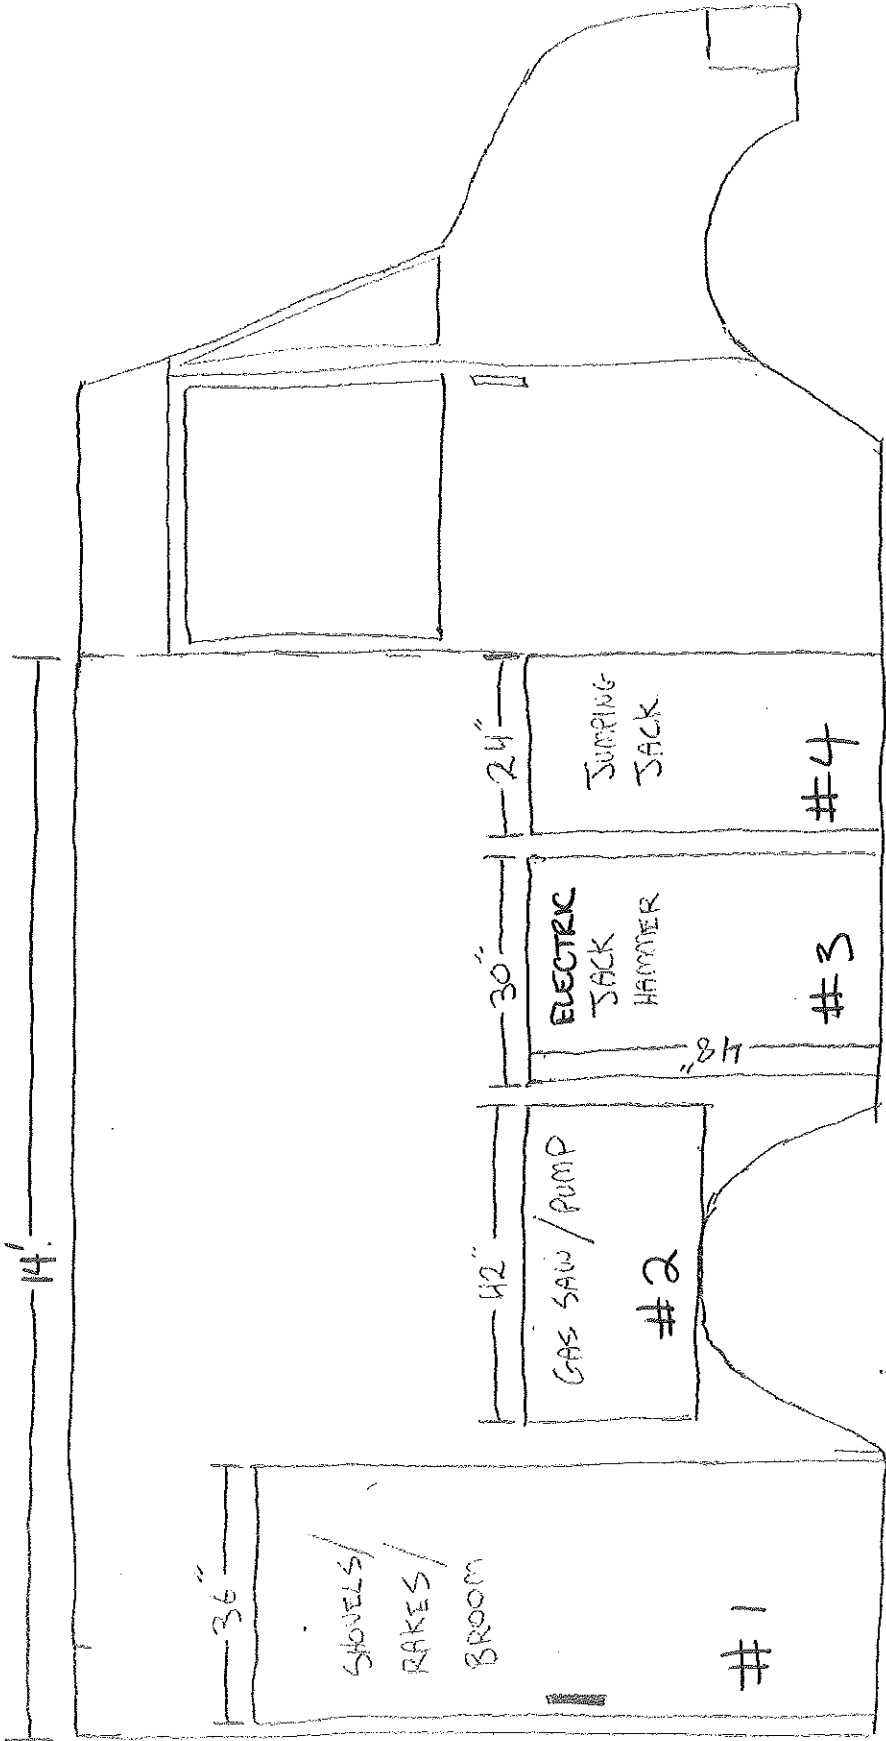 14'
36"
SHOVELS/
RAKES/
BROOM
#1
42"
GAS SAW/PUMP
#2
30"
ELECTRIC
JACK
HAMMER
48"
#3
24"
JUMPING
JACK
#4